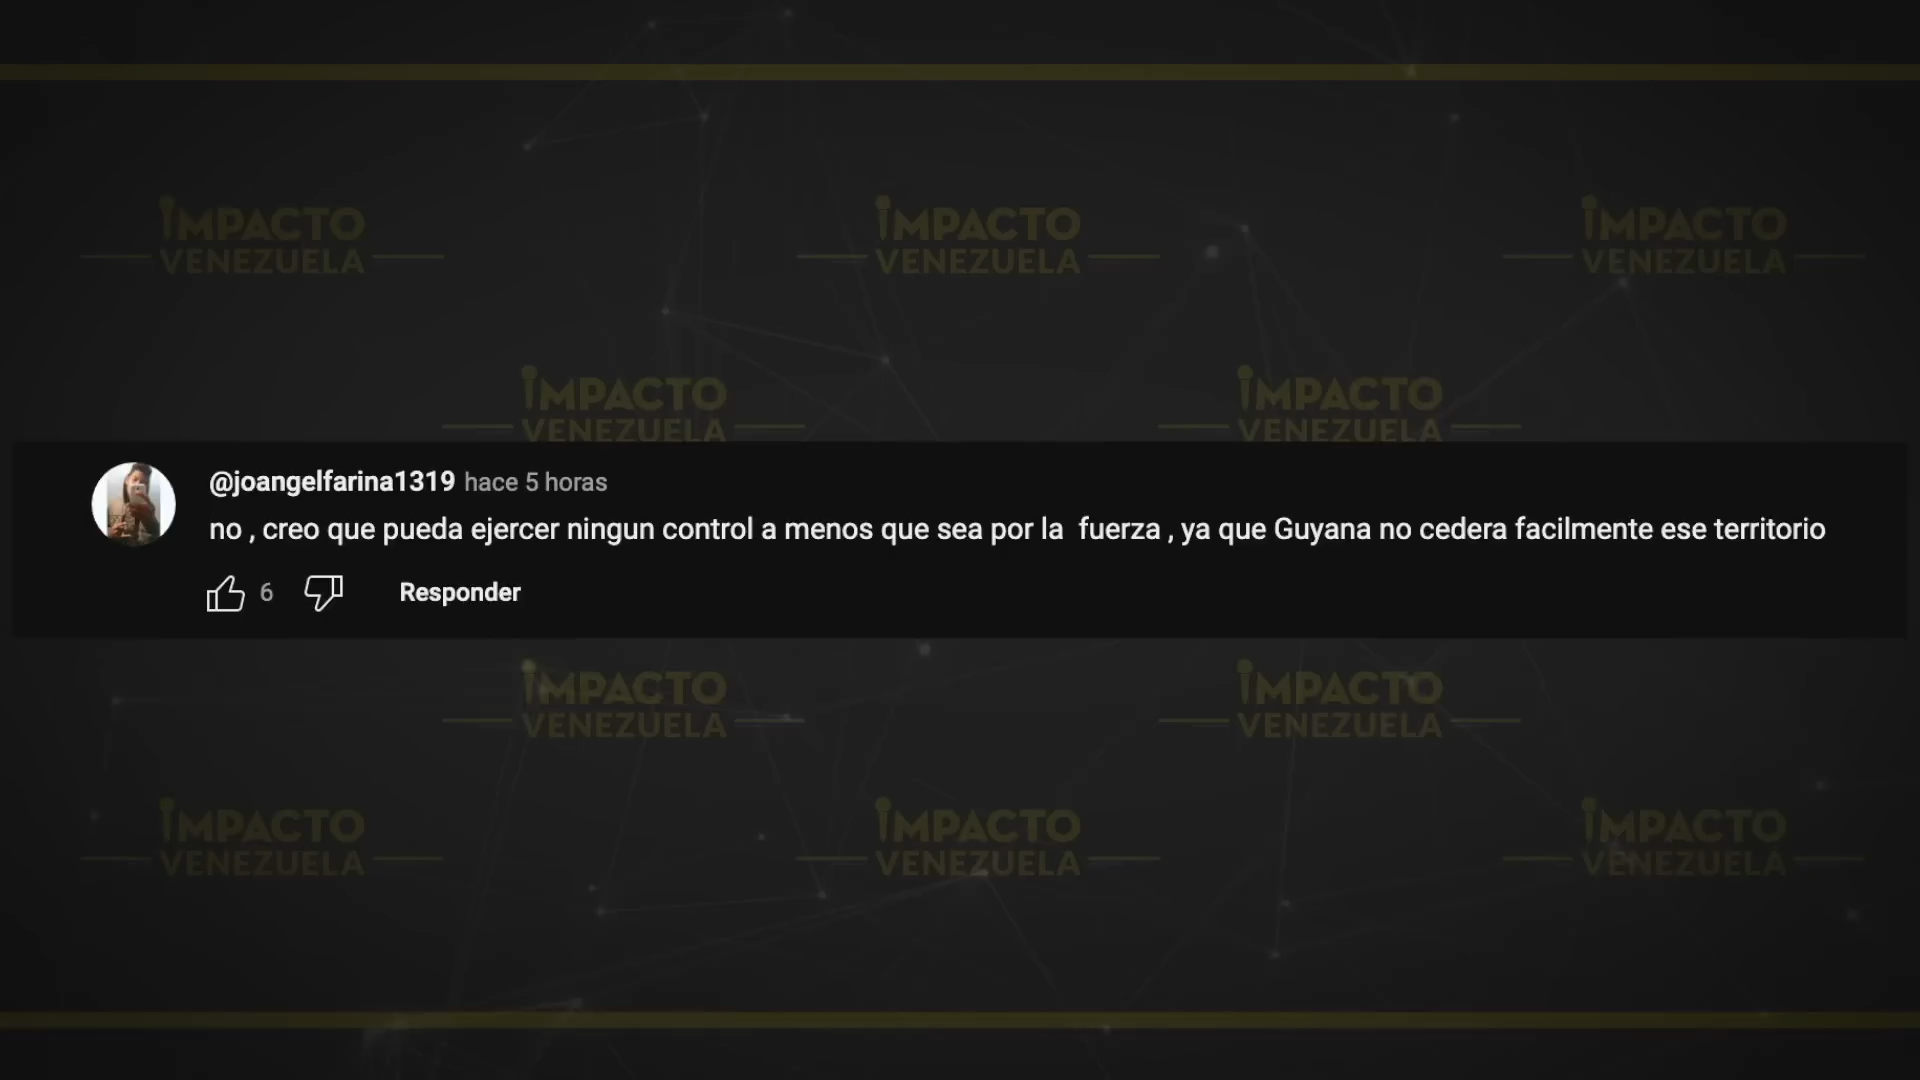 IMPACTO
VENEZUELA
IMPACTO
VENEZUELA
IMPACTO
VENEZUELA
IMPACTO
VENEZUELA
IMPACTO
VENEZUELA
@joangelfarina1319 hace 5 horas
no , creo que pueda ejercer ningun control a menos que sea por la  fuerza , ya que Guyana no cedera facilmente ese territorio
6
Responder
IMPACTO
VENEZUELA
IMPACTO
VENEZUELA
IMPACTO
VENEZUELA
IMPACTO
VENEZUELA
IMPACTO
VENEZUELA